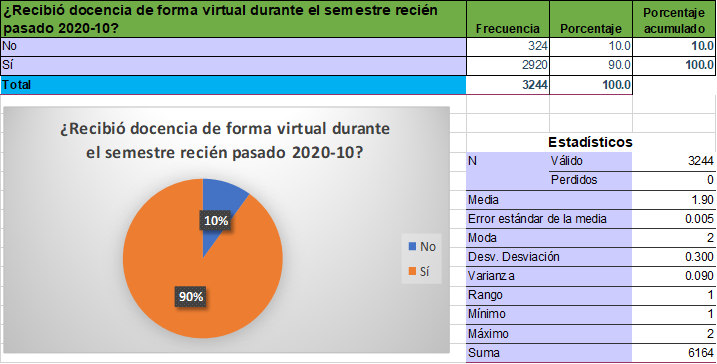 ¿Recibió docencia de forma virtual durante el semestre recién pasado 2020-10? Frecuencia Porcentaje Porcentaje acumulado
No 324 10.0 10.0
Sí 2920 90.0 100.0
Total 3244 100.0
¿Recibió docencia de forma virtual durante
el semestre recién pasado 2020-10?
10%
90%
No
Sí
Estadísticos
N Válido 3244
Perdidos 0
Media 1.90
Error estándar de la media 0.005
Moda 2
Desv. Desviación 0.300
Varianza 0.090
Rango 1
Mínimo 1
Máximo 2
Suma 6164